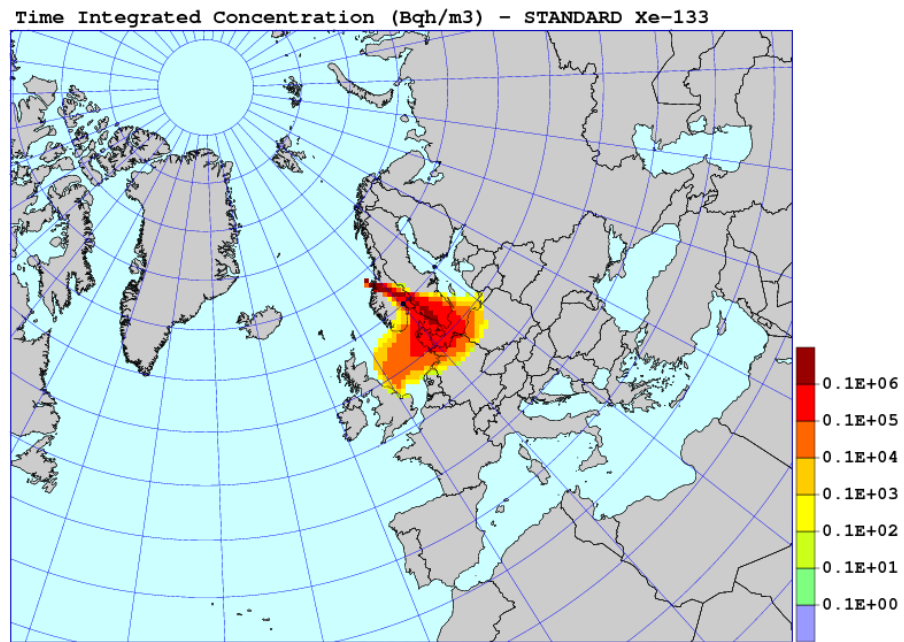 Time Integrated Concentration (Bqh/m3) - STANDARD Xe-133
0.1E+06
0.1E+05
0.1E+04
0.1E+03
0.1E+02
0.1E+01
0.1E+00